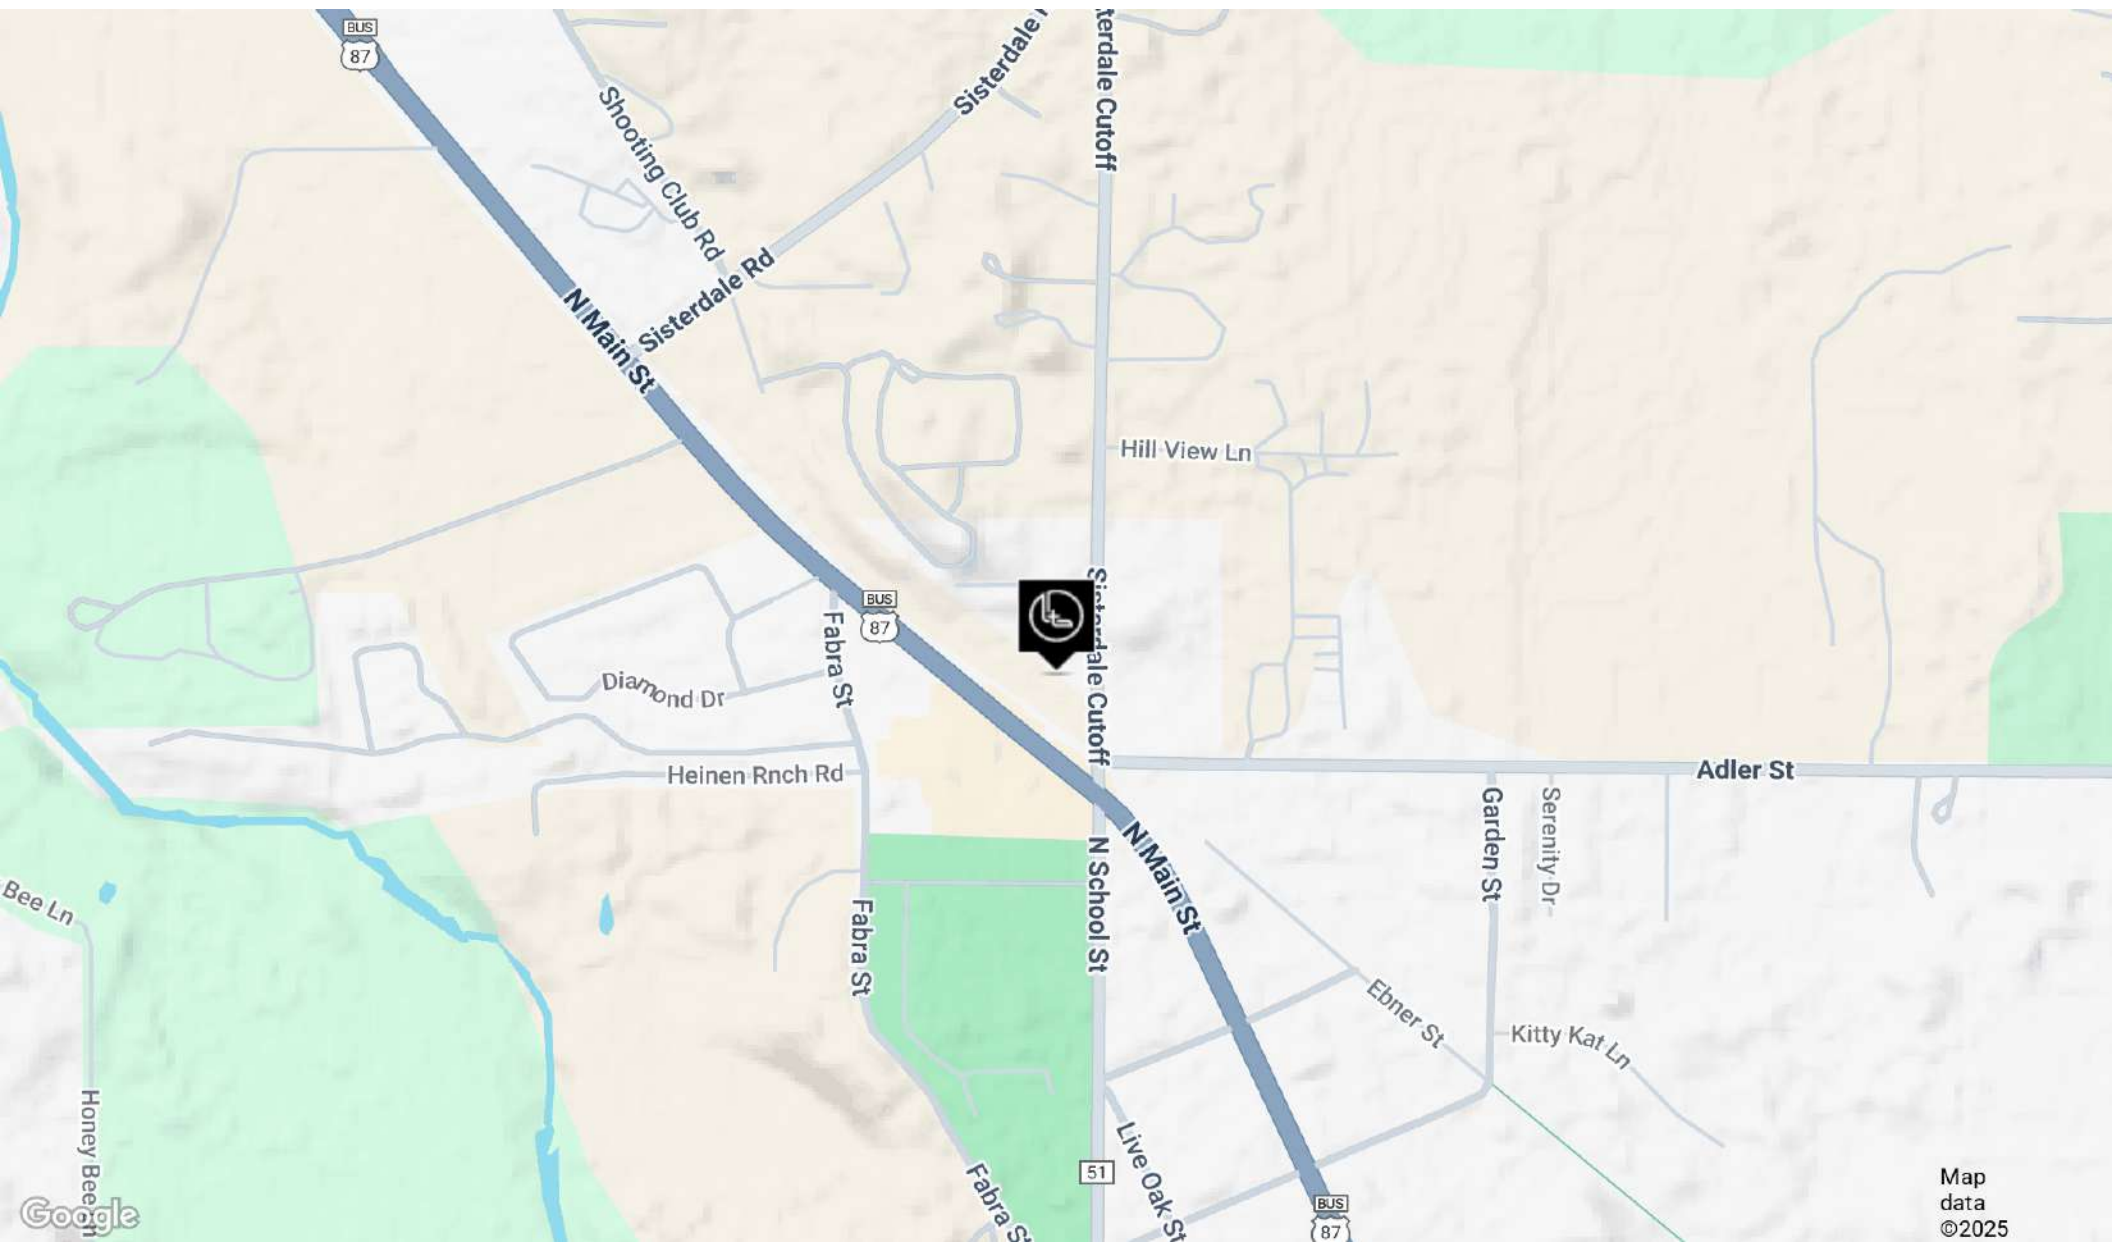 BUS
87
Sisterdale
terdale Cutoff
Shooting Club Rd
Sisterdale Rd
N Main St
Hill View Ln
BUS
87
Sisterdale Cutoff
Fabra St
Diamond Dr
Heinen Rnch Rd
Adler St
Garden St
Serenity Dr
N Main St
N School St
Bee Ln
Fabra St
Ebner St
Kitty Kat Ln
Honey Bee Ln
Live Oak St
51
Fabra St
BUS
87
Google
Map
data
©2025